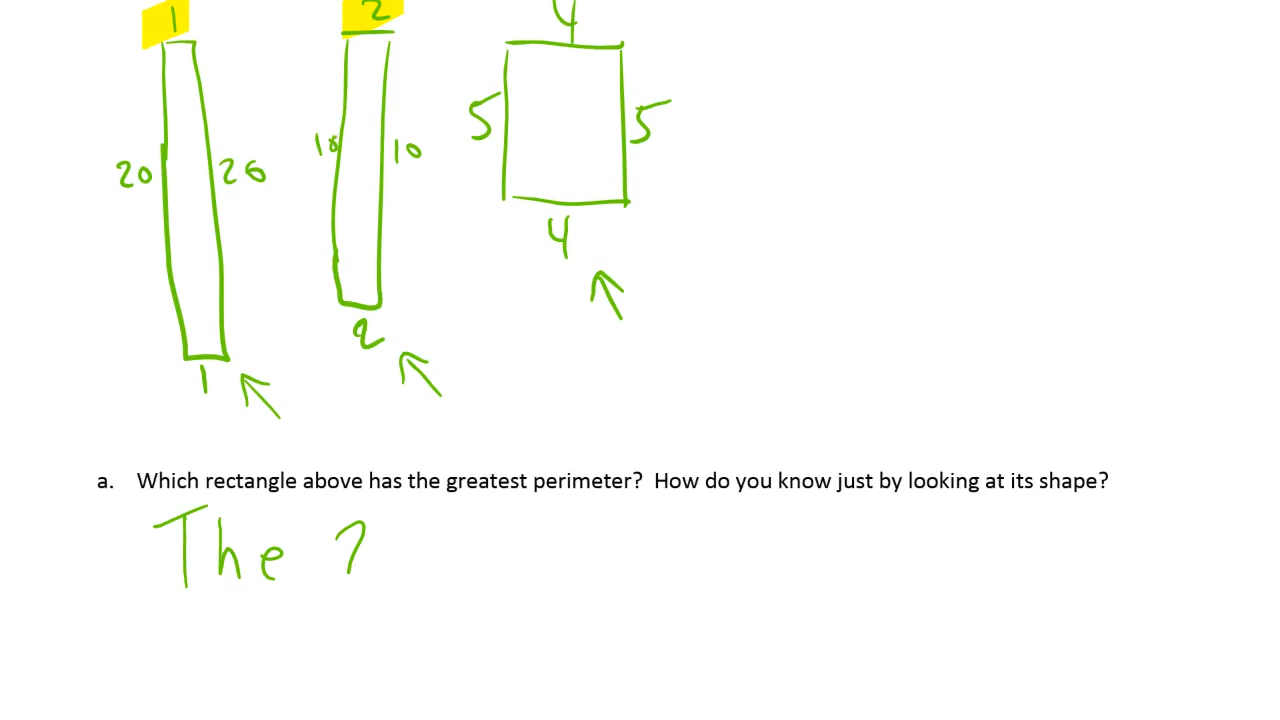 1 2 4
20 20 10 10 5 5
4
2
1
a. Which rectangle above has the greatest perimeter? How do you know just by looking at its shape?
The